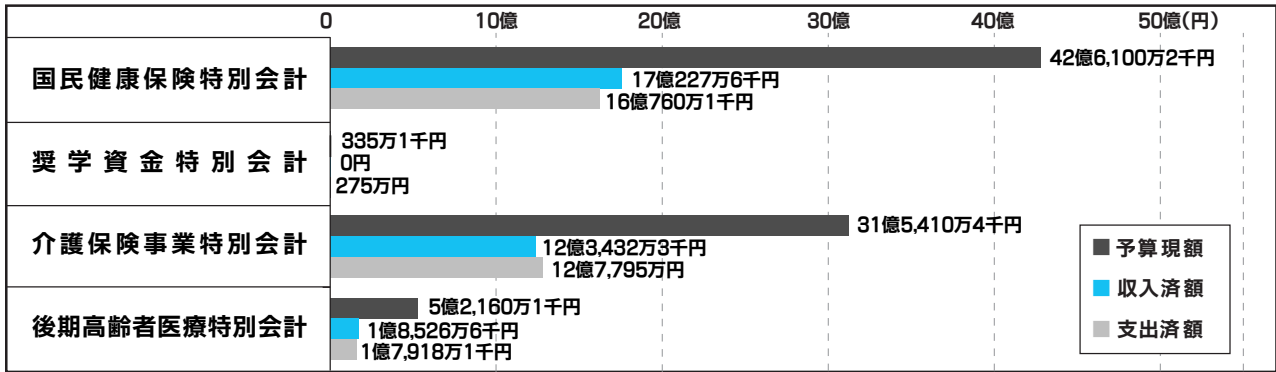 0 10億 20億 30億 40億 50億(円)
国民健康保険特別会計
42億6,100万2千円
17億227万6千円
16億760万1千円
奨学資金特別会計
335万1千円
0円
275万円
介護保険事業特別会計
31億5,410万4千円
12億3,432万3千円
12億7,795万円
後期高齢者医療特別会計
5億2,160万1千円
1億8,526万6千円
1億7,918万1千円
予算現額
収入済額
支出済額